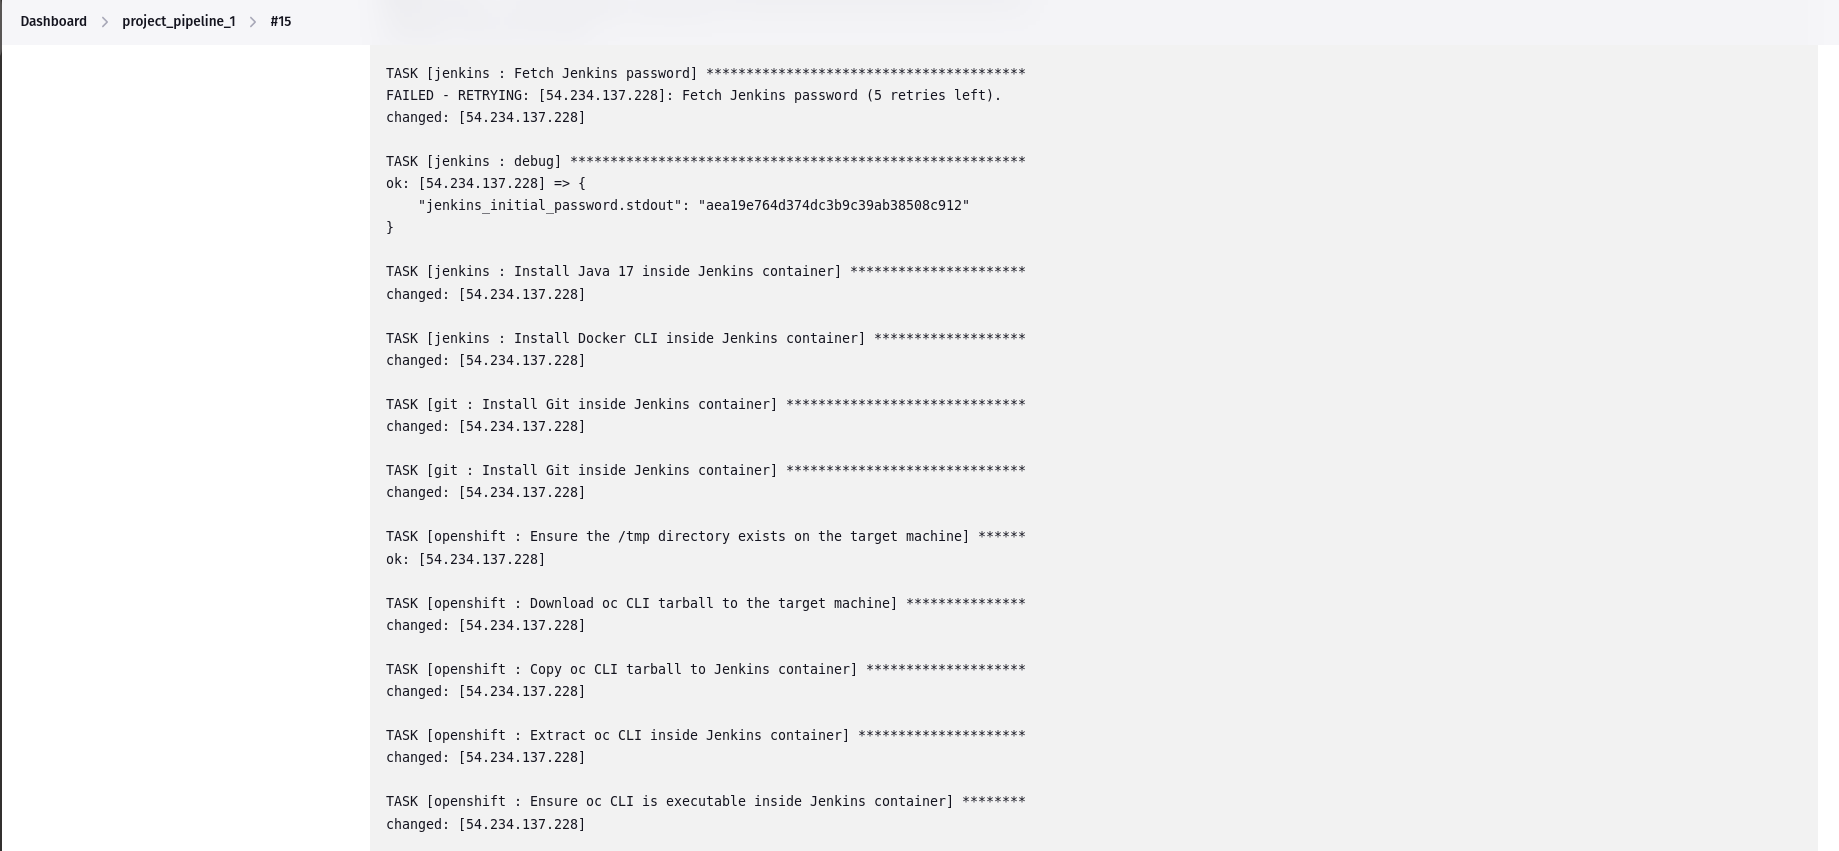 Dashboard > project_pipeline_1 > #15
TASK [jenkins : Fetch Jenkins password] ****************************************
FAILED - RETRYING: [54.234.137.228]: Fetch Jenkins password (5 retries left).
changed: [54.234.137.228]
TASK [jenkins : debug] *********************************************************
ok: [54.234.137.228] => {
    "jenkins_initial_password.stdout": "aea19e764d374dc3b9c39ab38508c912"
}
TASK [jenkins : Install Java 17 inside Jenkins container] **********************
changed: [54.234.137.228]
TASK [jenkins : Install Docker CLI inside Jenkins container] *******************
changed: [54.234.137.228]
TASK [git : Install Git inside Jenkins container] ******************************
changed: [54.234.137.228]
TASK [git : Install Git inside Jenkins container] ******************************
changed: [54.234.137.228]
TASK [openshift : Ensure the /tmp directory exists on the target machine] ******
ok: [54.234.137.228]
TASK [openshift : Download oc CLI tarball to the target machine] ***************
changed: [54.234.137.228]
TASK [openshift : Copy oc CLI tarball to Jenkins container] ********************
changed: [54.234.137.228]
TASK [openshift : Extract oc CLI inside Jenkins container] *********************
changed: [54.234.137.228]
TASK [openshift : Ensure oc CLI is executable inside Jenkins container] ********
changed: [54.234.137.228]